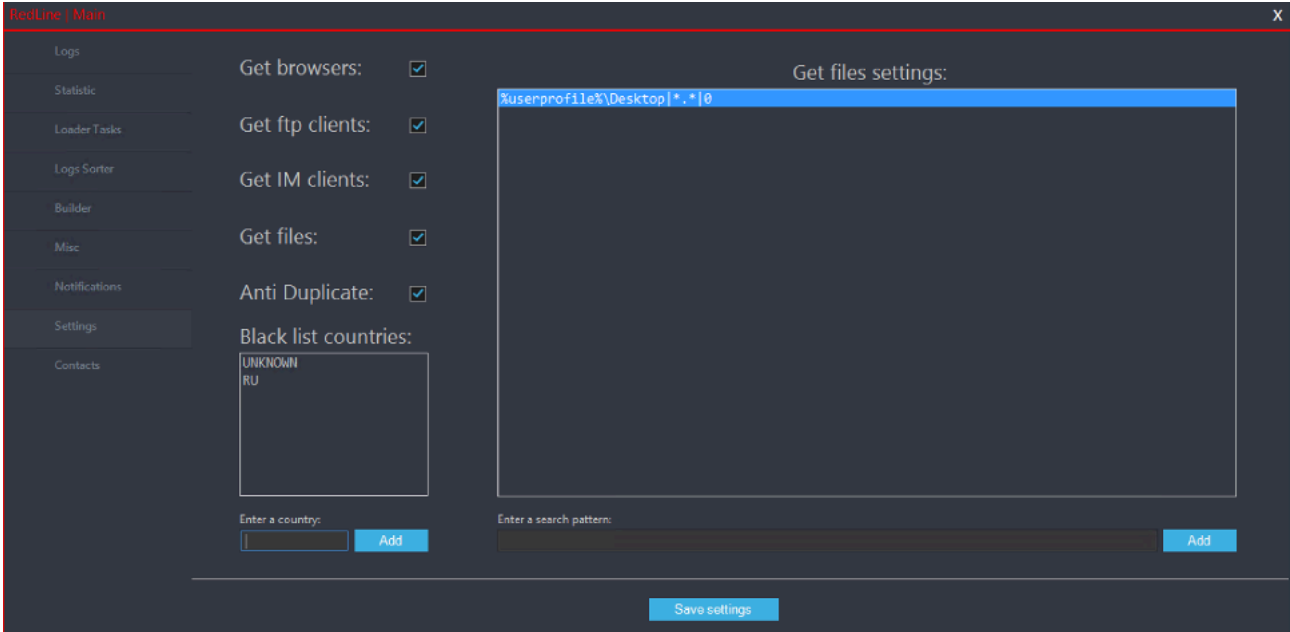 RedLine | Main
X
Logs
Statistic
Loader Tasks
Logs Sorter
Builder
Misc
Notifications
Settings
Contacts
Get browsers:
Get ftp clients:
Get IM clients:
Get files:
Anti Duplicate:
Black list countries:
UNKNOWN
RU
Enter a country:
Add
Get files settings:
%userprofile%\Desktop|*.*|0
Enter a search pattern:
Add
Save settings